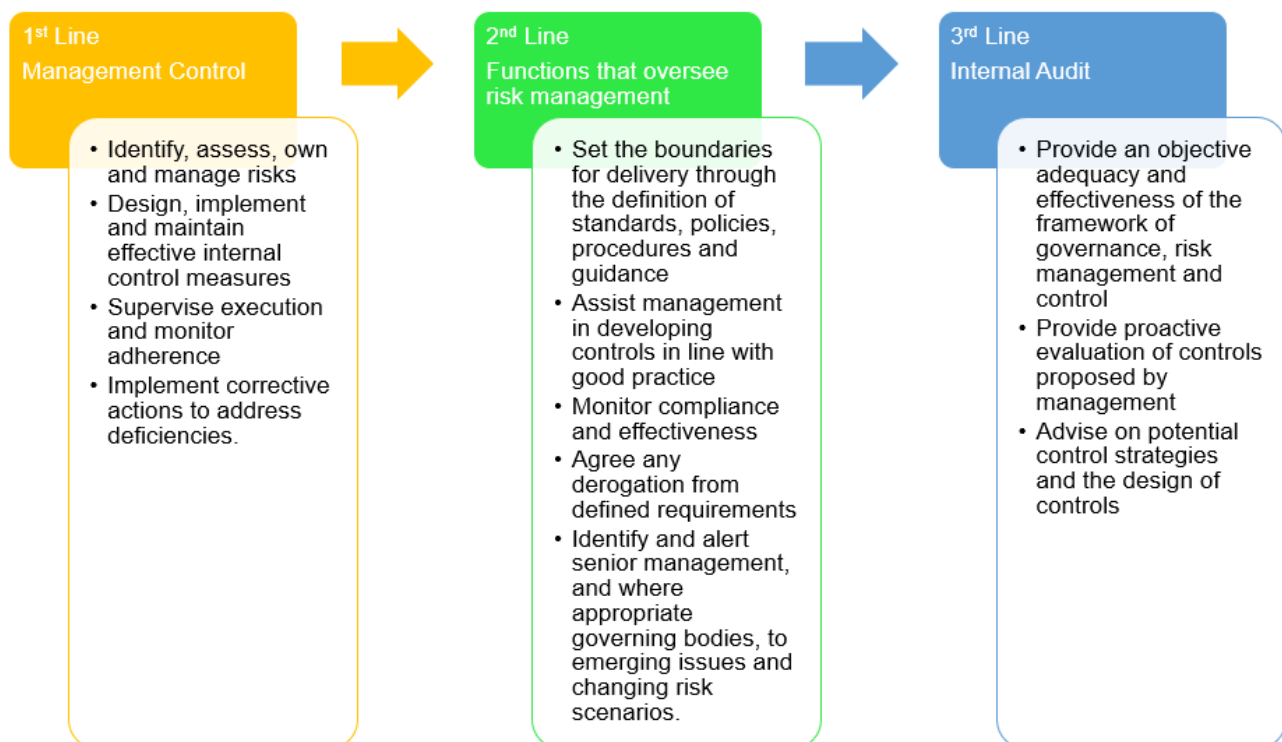 1st Line
Management Control
• Identify, assess, own
and manage risks
• Design, implement
and maintain
effective internal
control measures
• Supervise execution
and monitor
adherence
• Implement corrective
actions to address
deficiencies.
2nd Line
Functions that oversee
risk management
• Set the boundaries
for delivery through
the definition of
standards, policies,
procedures and
guidance
• Assist management
in developing
controls in line with
good practice
• Monitor compliance
and effectiveness
• Agree any
derogation from
defined requirements
• Identify and alert
senior management,
and where
appropriate
governing bodies, to
emerging issues and
changing risk
scenarios.
3rd Line
Internal Audit
• Provide an objective
adequacy and
effectiveness of the
framework of
governance, risk
management and
control
• Provide proactive
evaluation of controls
proposed by
management
• Advise on potential
control strategies
and the design of
controls